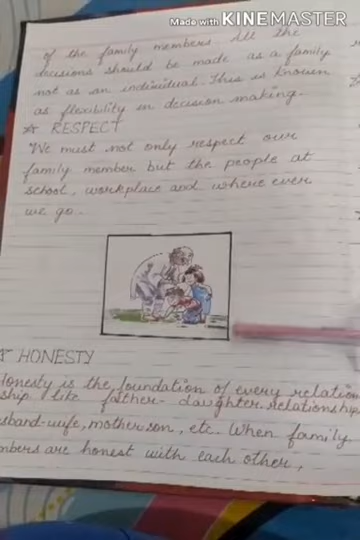 Made with KINEMASTER
of the family members. All the
decisions should be made as a family
not as an individual. This is known
as flexibility in decision making.
☆ RESPECT
We must not only respect our
family member but the people at
school, workplace and where ever
we go.
HONESTY
Honesty is the foundation of every relation
ship like father-daughter relationship
sband-wife, mother son, etc. When family
mbers are honest with each other,